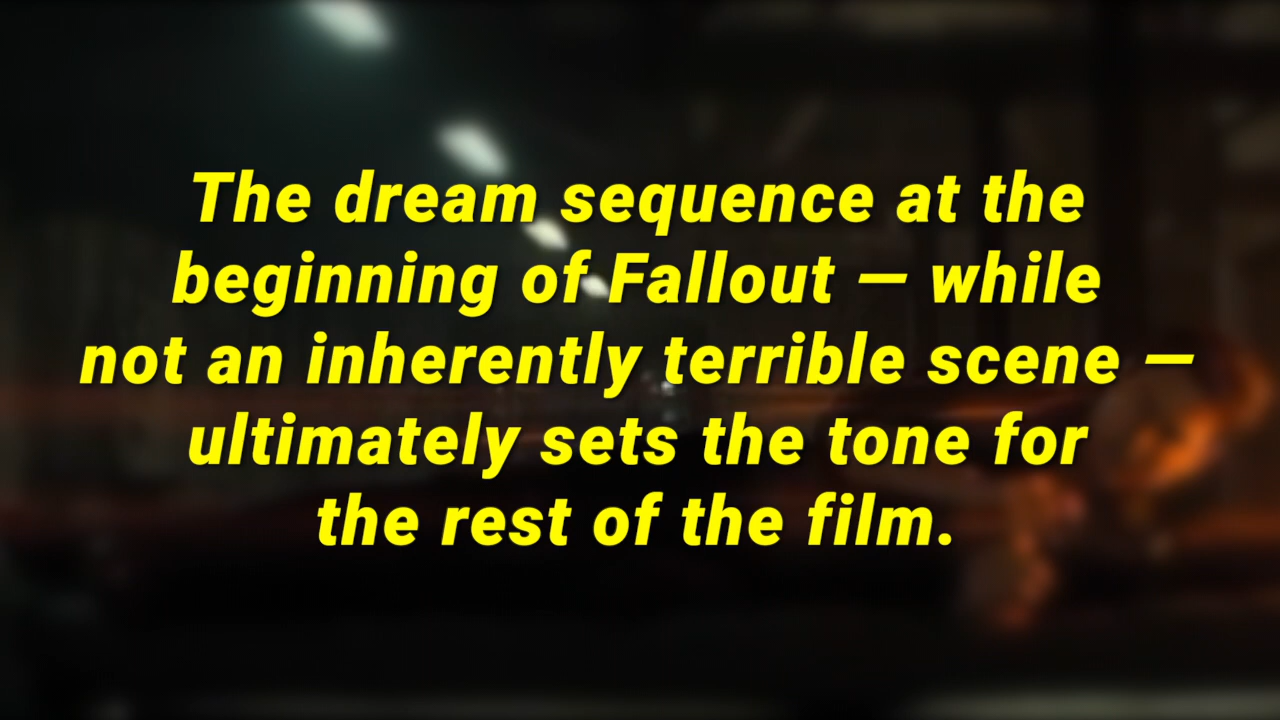 The dream sequence at the
beginning of Fallout — while
not an inherently terrible scene —
ultimately sets the tone for
the rest of the film.